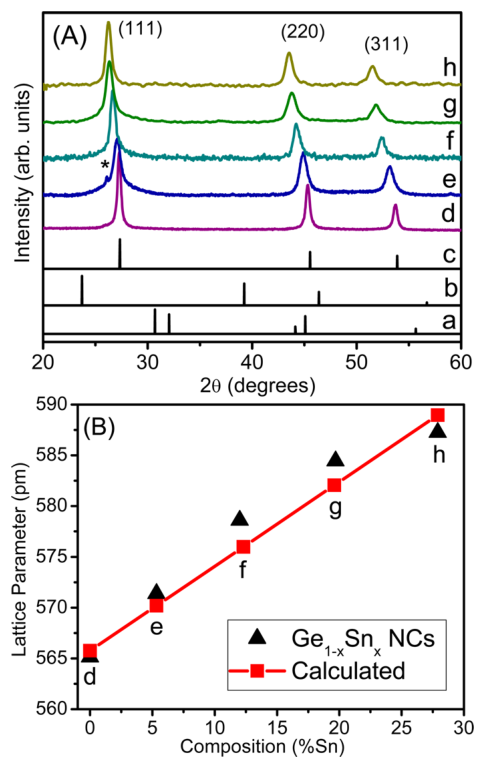 (A)
(111)
(220)
(311)
h
g
f
*
e
d
c
b
a
Intensity (arb. units)
20 30 40 50 60
2θ (degrees)
(B)
590
585
580
575
570
565
560
Lattice Parameter (pm)
h
g
f
e
d
Ge1-xSnx NCs
Calculated
0 5 10 15 20 25 30
Composition (%Sn)